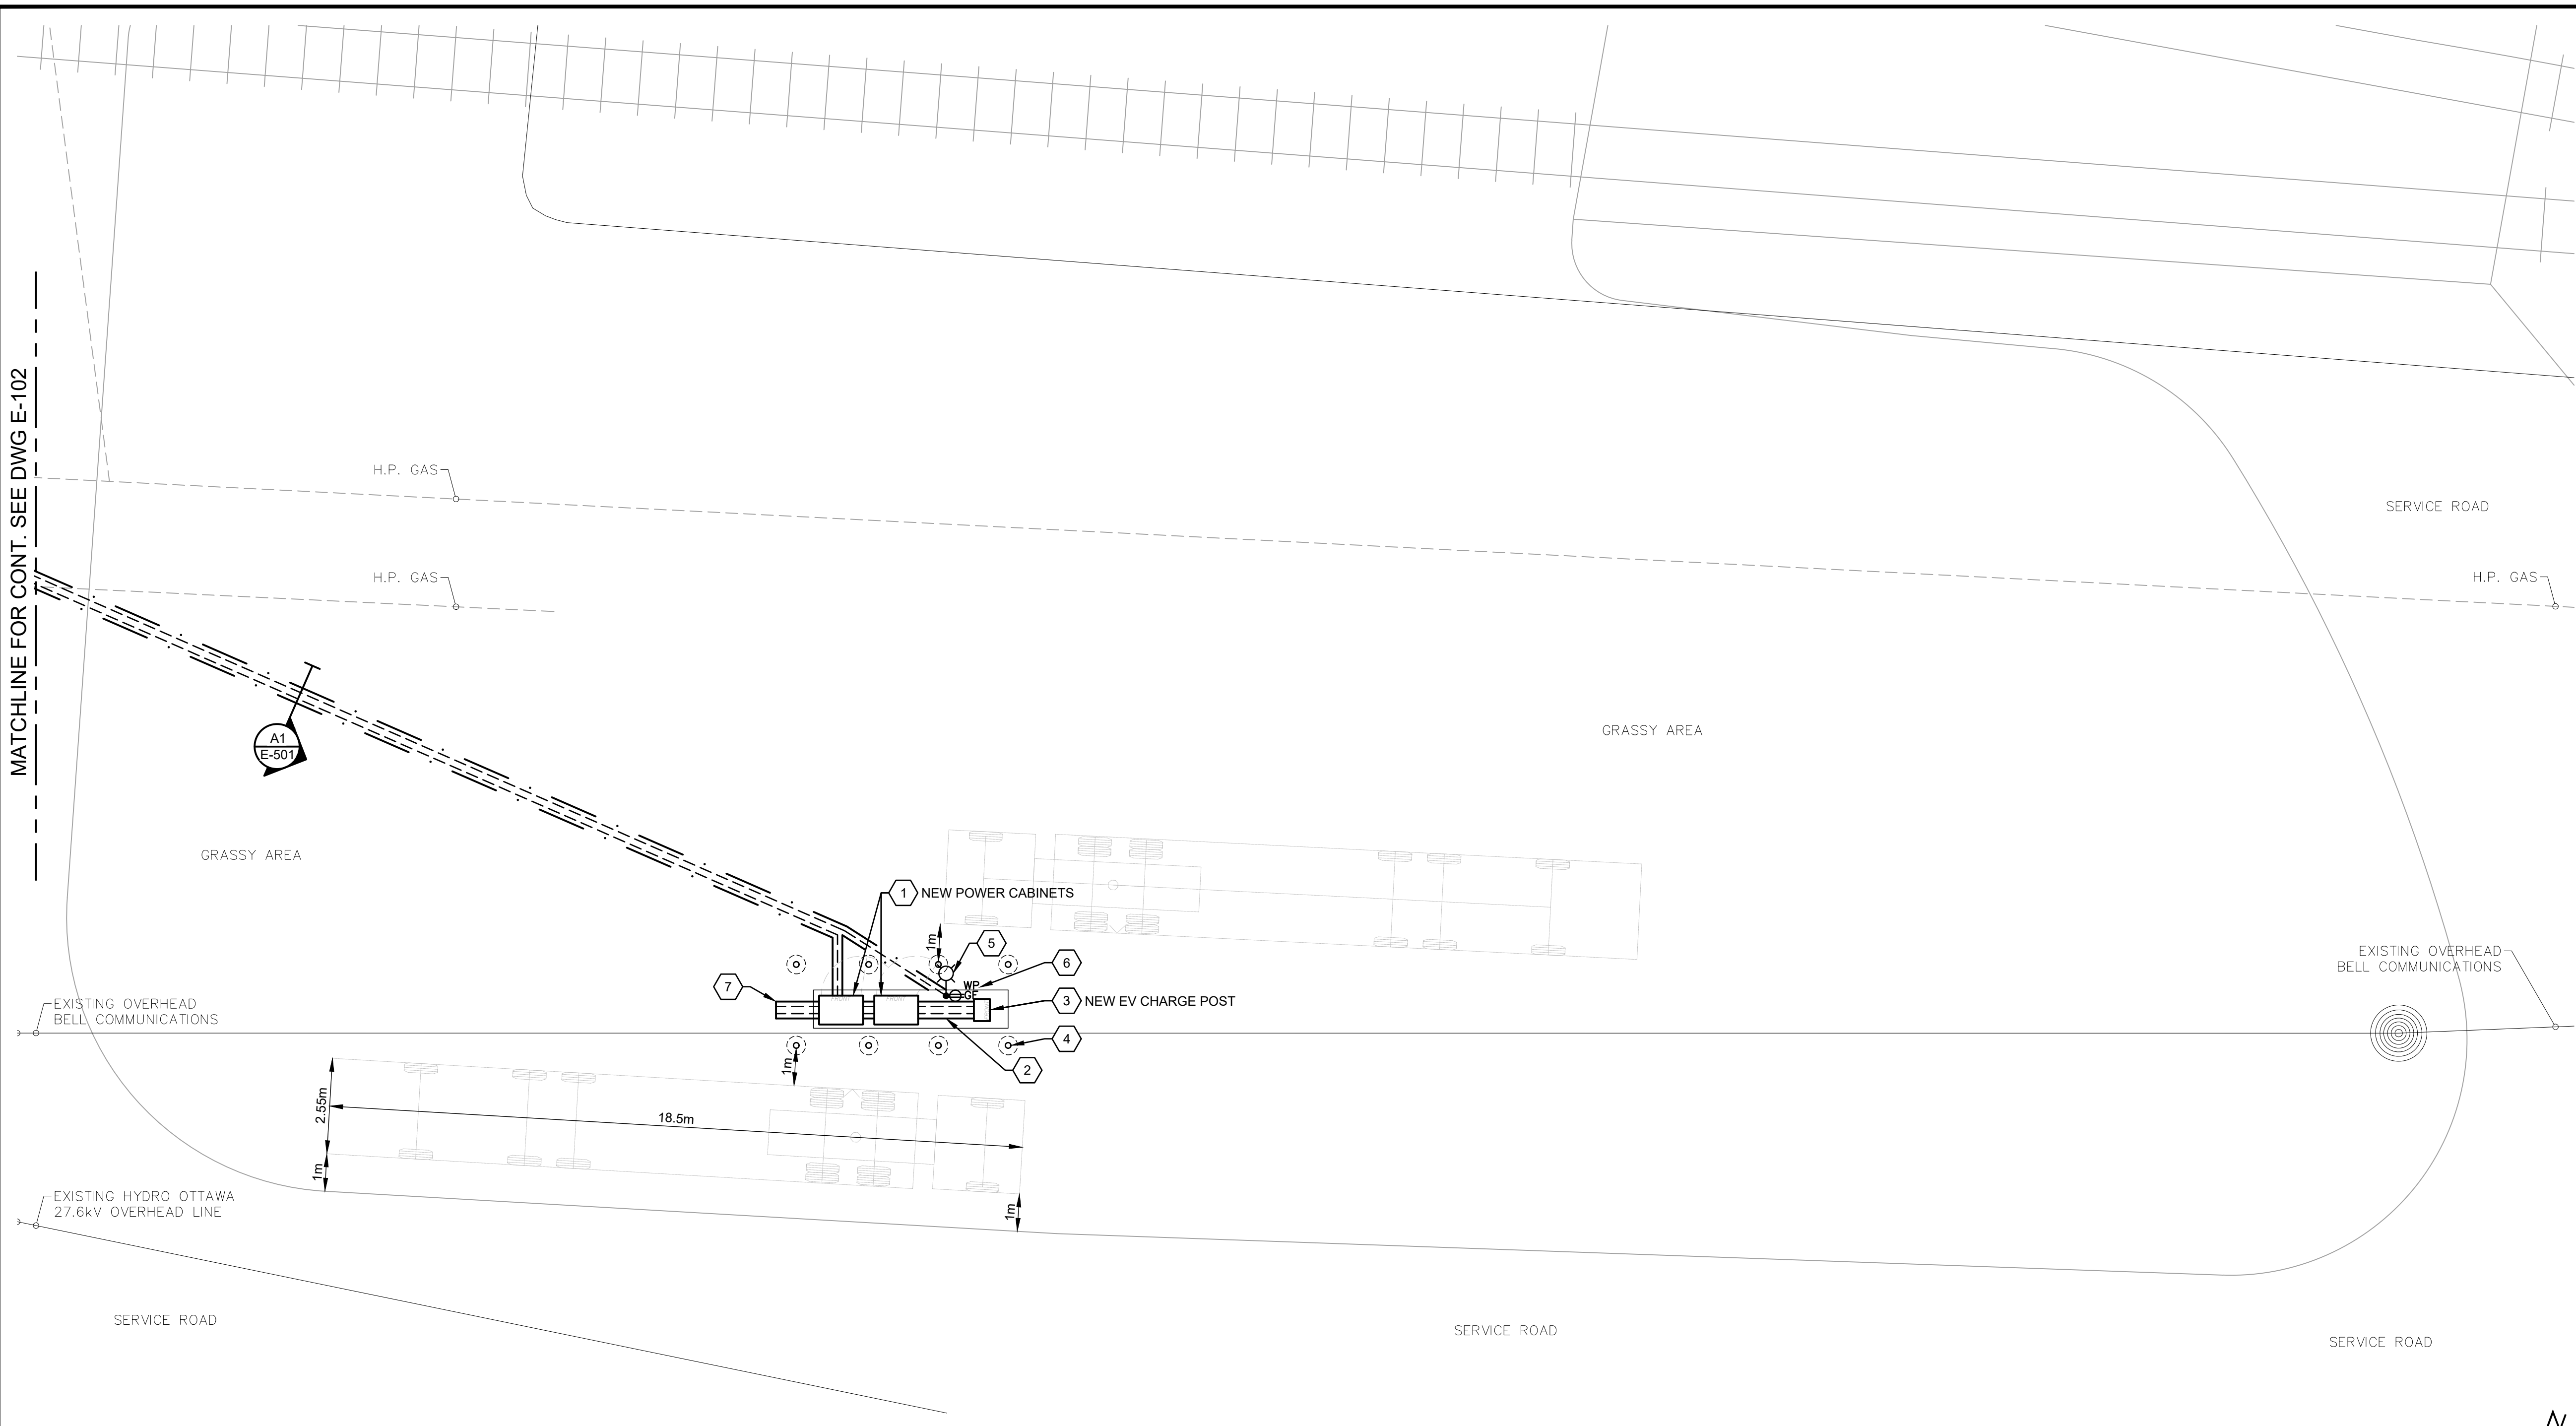 MATCHLINE FOR CONT. SEE DWG E-102
H.P. GAS
SERVICE ROAD
H.P. GAS
H.P. GAS
GRASSY AREA
A1
E-501
GRASSY AREA
1 NEW POWER CABINETS
1m
5
6
7
WP
GF
3 NEW EV CHARGE POST
FRONT
FRONT
EXISTING OVERHEAD
BELL COMMUNICATIONS
EXISTING OVERHEAD
BELL COMMUNICATIONS
4
2
1m
2.55m
18.5m
1m
1m
EXISTING HYDRO OTTAWA
27.6kV OVERHEAD LINE
SERVICE ROAD
SERVICE ROAD
SERVICE ROAD